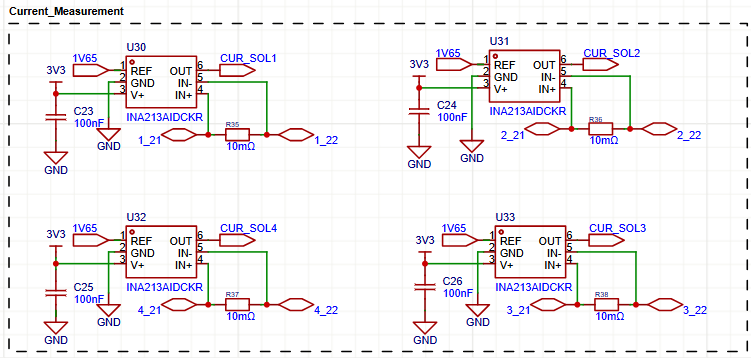 Current_Measurement
U30
1V65
CUR_SOL1
3V3
1 REF OUT 6
2 GND IN- 5
3 V+ IN+ 4
C23
100nF
INA213AIDCKR
GND
GND
1_21
R35
10mΩ
1_22
U31
1V65
CUR_SOL2
3V3
1 REF OUT 6
2 GND IN- 5
3 V+ IN+ 4
C24
100nF
INA213AIDCKR
GND
GND
2_21
R36
10mΩ
2_22
U32
1V65
CUR_SOL4
3V3
1 REF OUT 6
2 GND IN- 5
3 V+ IN+ 4
C25
100nF
INA213AIDCKR
GND
GND
4_21
R37
10mΩ
4_22
U33
1V65
CUR_SOL3
3V3
1 REF OUT 6
2 GND IN- 5
3 V+ IN+ 4
C26
100nF
INA213AIDCKR
GND
GND
3_21
R38
10mΩ
3_22